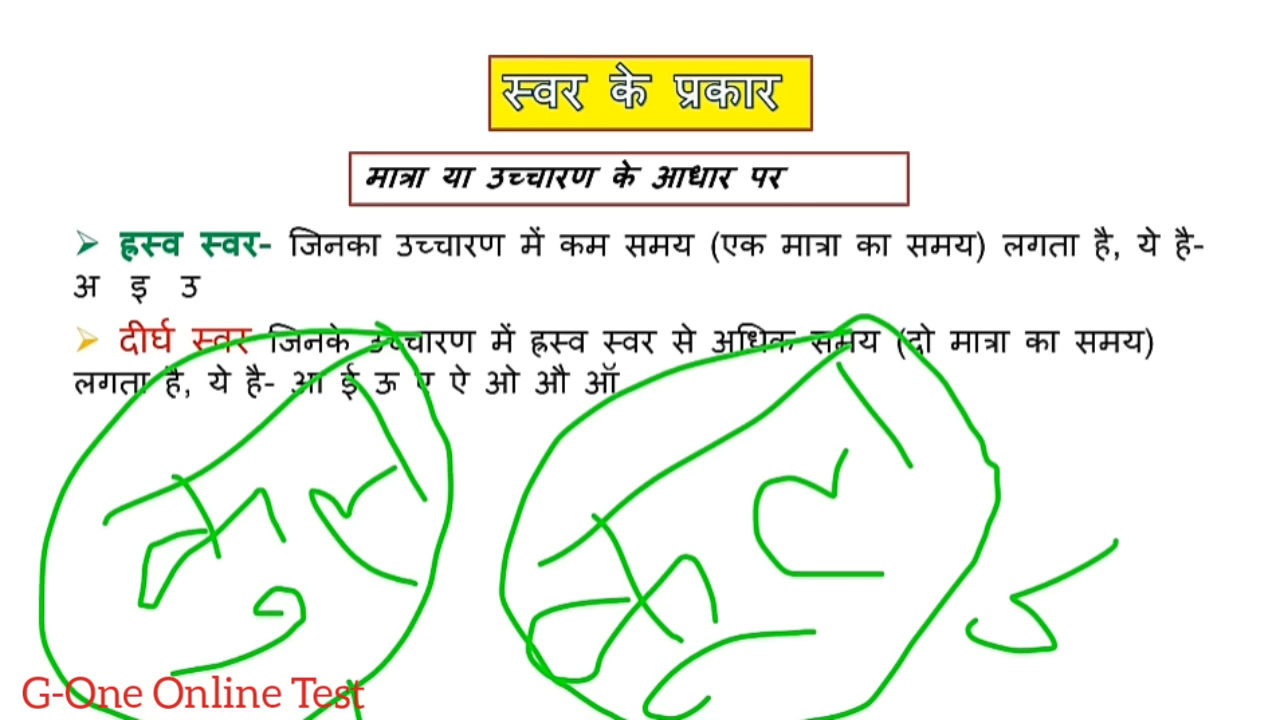 स्वर के प्रकार
मात्रा या उच्चारण के आधार पर
➢ ह्रस्व स्वर- जिनका उच्चारण में कम समय (एक मात्रा का समय) लगता है, ये है-
अ इ उ
➢ दीर्घ स्वर जिनके उच्चारण में ह्रस्व स्वर से अधिक समय (दो मात्रा का समय)
लगता है, ये है- आ ई ऊ ए ऐ ओ औ ऑ
G-One Online Test